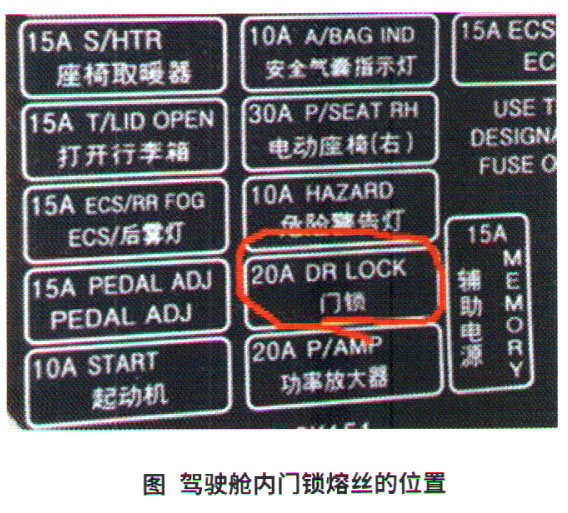 15A S/HTR
座椅取暖器
15A T/LID OPEN
打开行李箱
15A ECS/RR FOG
ECS/后雾灯
15A PEDAL ADJ
PEDAL ADJ
10A START
起动机
10A A/BAG IND
安全气囊指示灯
30A P/SEAT RH
电动座椅(右)
10A HAZARD
危险警告灯
20A DR LOCK
门锁
20A P/AMP
功率放大器
15A ECS
EC
USE T
DESIGNA
FUSE O
15A
MEMORY
辅助电源
图 驾驶舱内门锁熔丝的位置